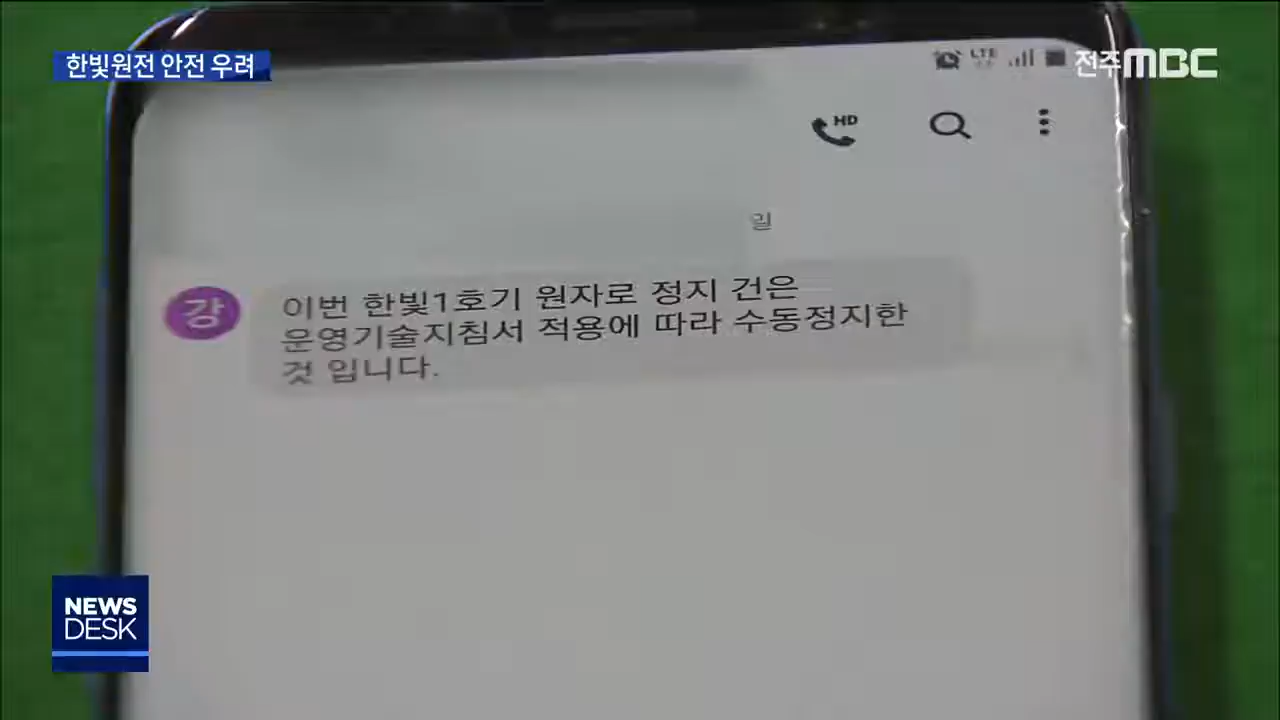 한빛원전 안전 우려
전주MBC
LTE
HD
일
강
이번 한빛1호기 원자로 정지 건은
운영기술지침서 적용에 따라 수동정지한
것 입니다.
NEWS
DESK